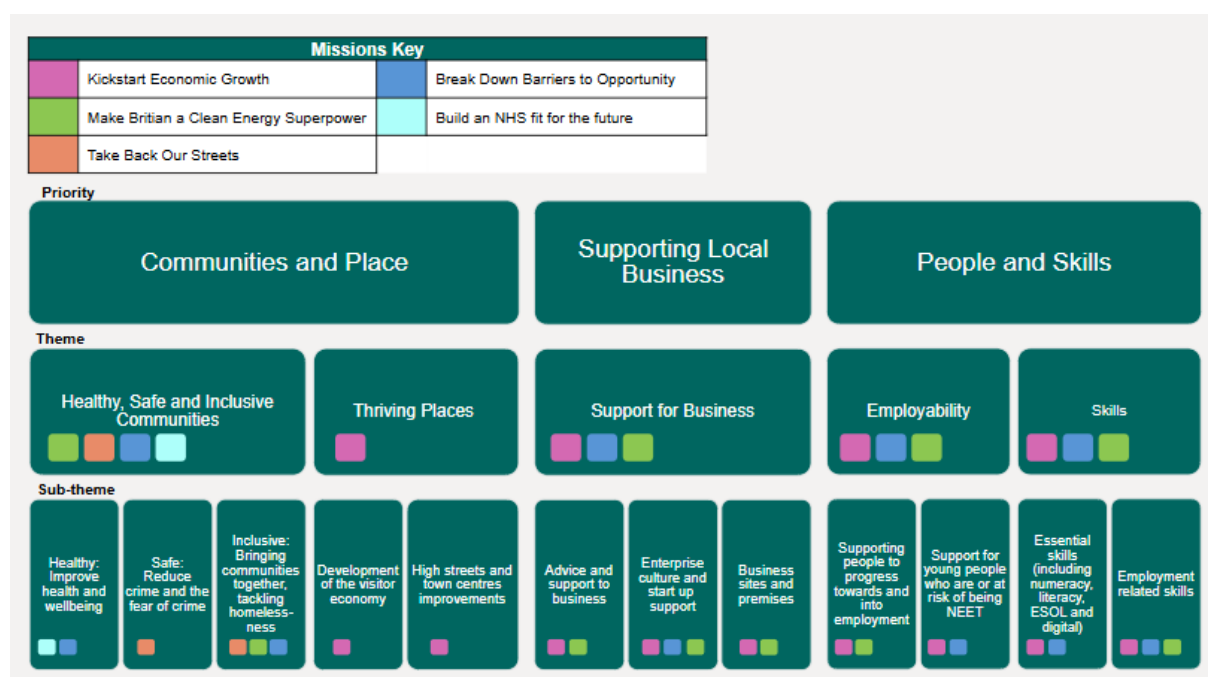 Missions Key
Kickstart Economic Growth
Break Down Barriers to Opportunity
Make Britian a Clean Energy Superpower
Build an NHS fit for the future
Take Back Our Streets
Priority
Communities and Place
Supporting Local
Business
People and Skills
Theme
Healthy, Safe and Inclusive
Communities
Thriving Places
Support for Business
Employability
Skills
Sub-theme
Healthy:
Improve
health and
wellbeing
Safe:
Reduce
crime and the
fear of crime
Inclusive:
Bringing
communities
together,
tackling
homeless-
ness
Development
of the visitor
economy
High streets and
town centres
improvements
Advice and
support to
business
Enterprise
culture and
start up
support
Business
sites and
premises
Supporting
people to
progress
towards and
into
employment
Support for
young people
who are or at
risk of being
NEET
Essential
skills
(including
numeracy,
literacy,
ESOL and
digital)
Employment
related skills